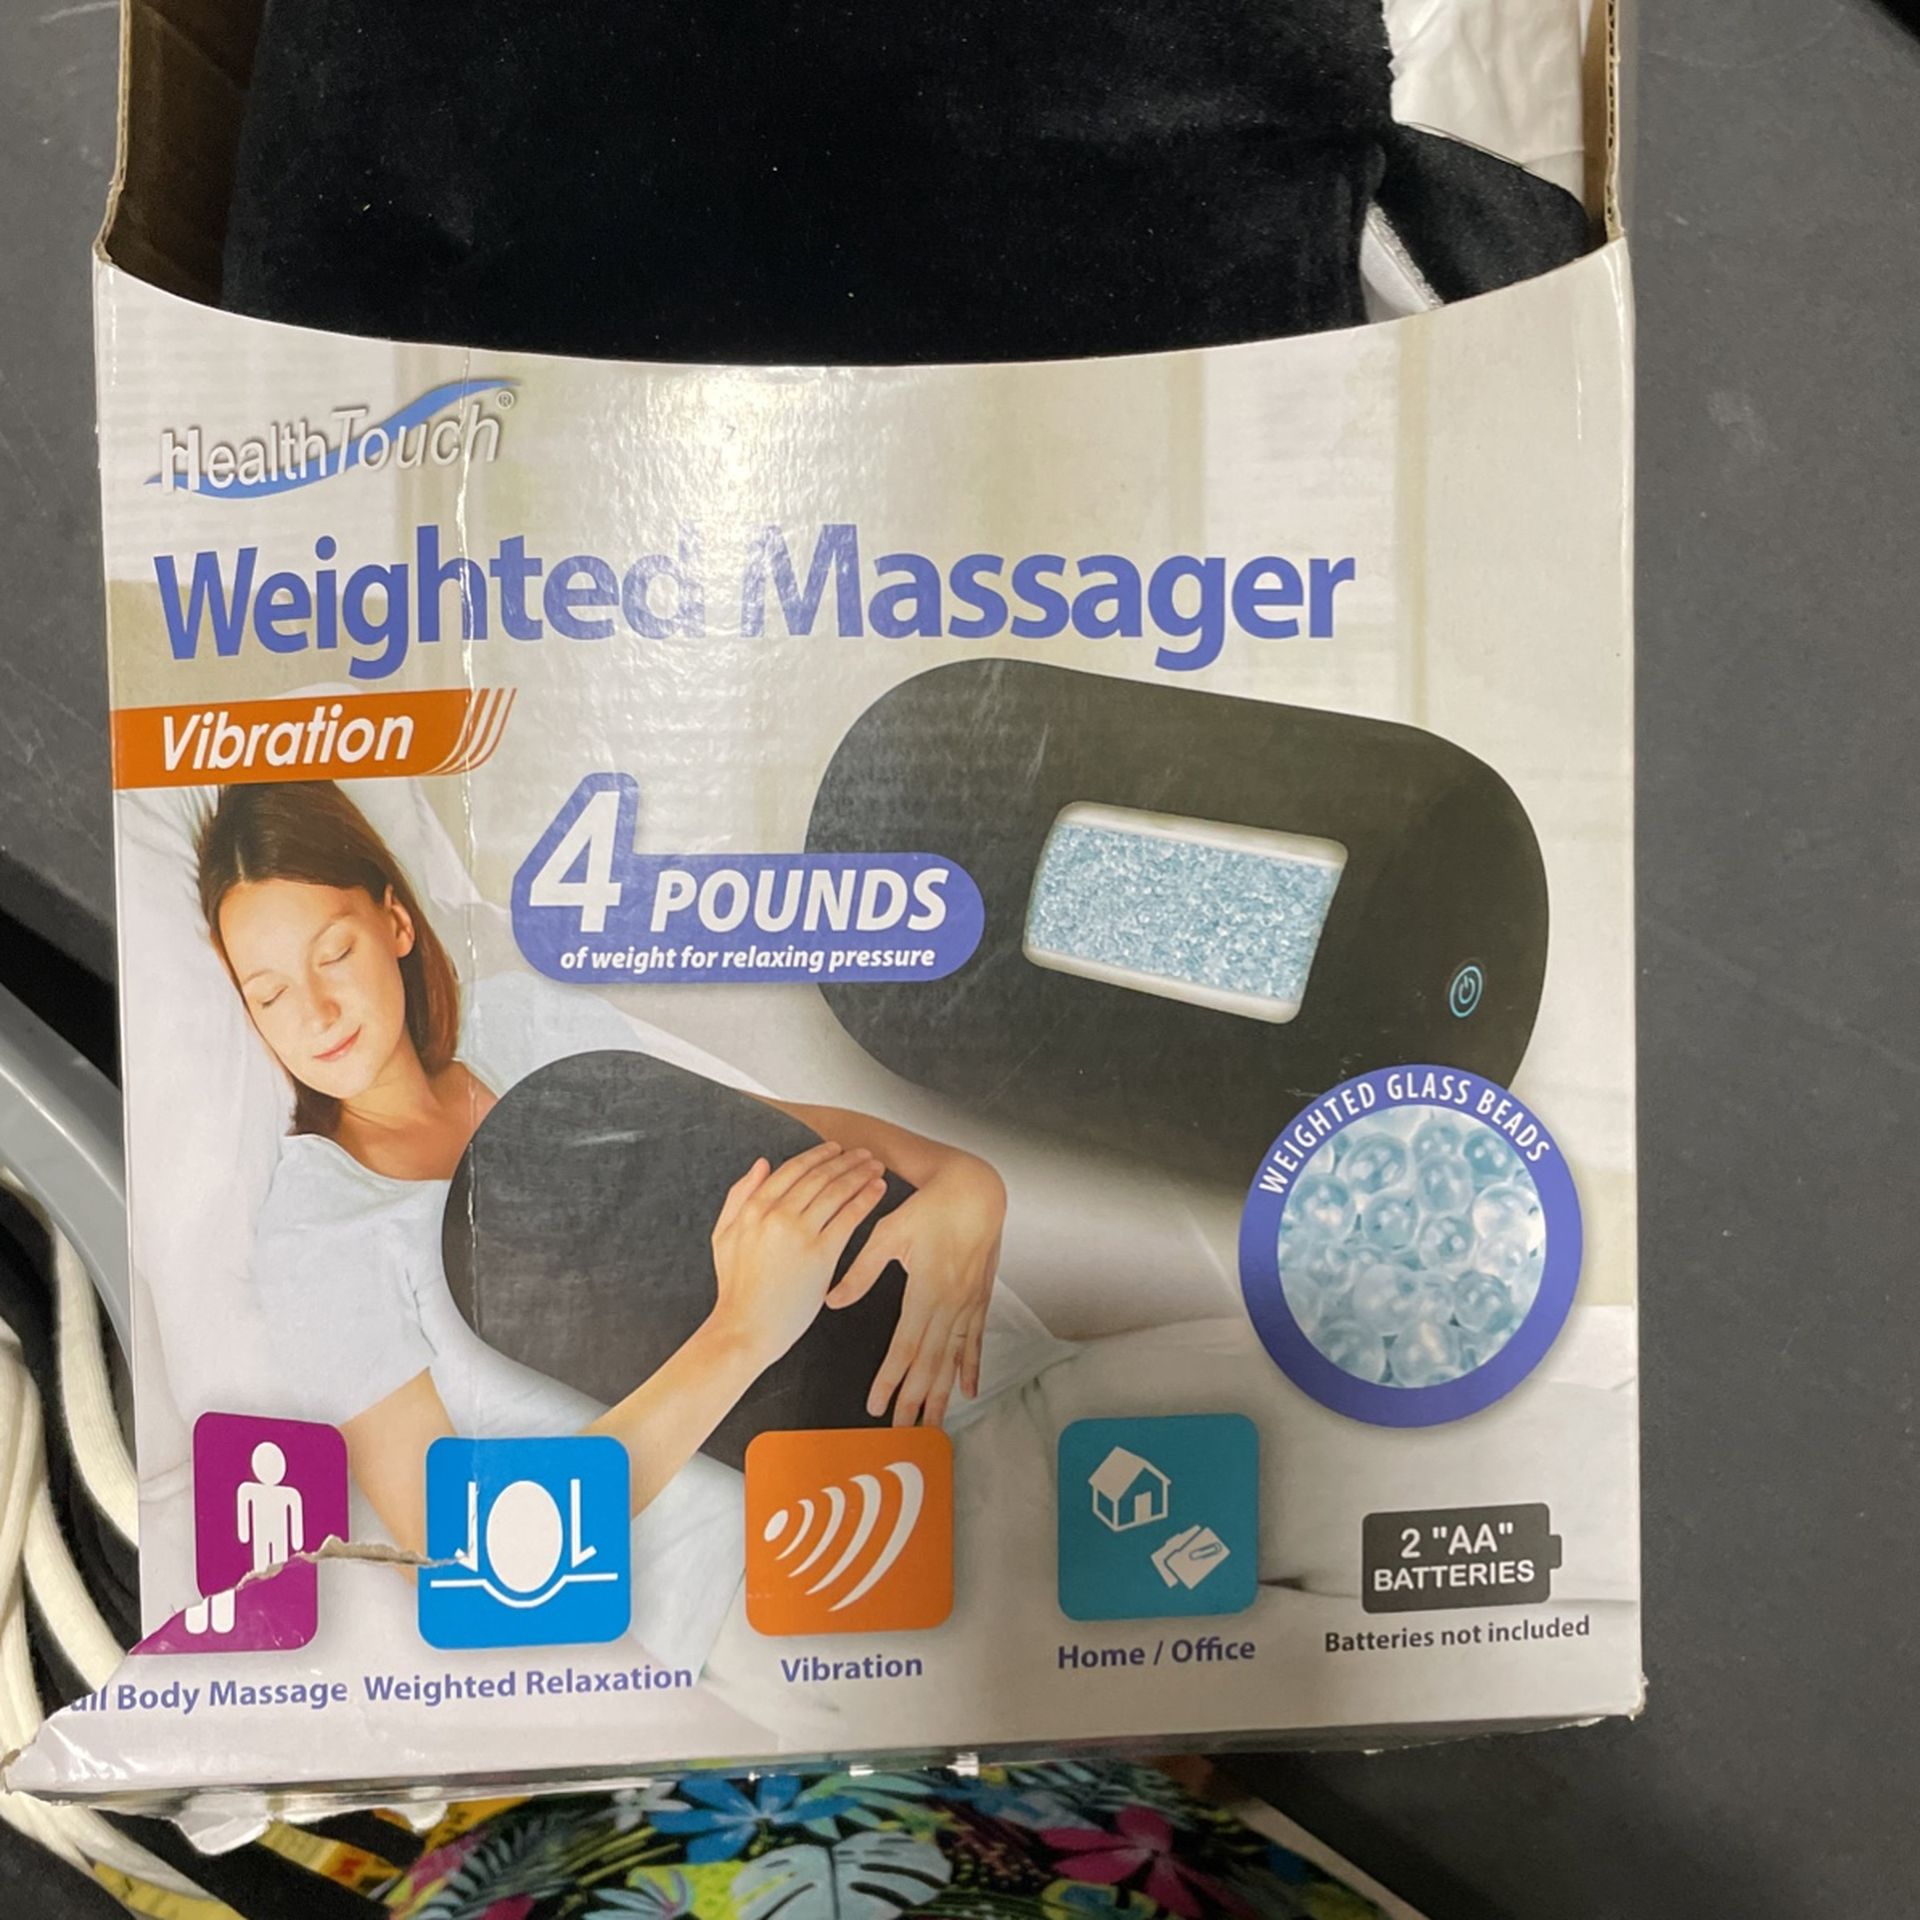 HealthTouch®
Weighted Massager
Vibration
4 POUNDS
of weight for relaxing pressure
WEIGHTED GLASS BEADS
2 "AA"
BATTERIES
Batteries not included
Body Massage
Weighted Relaxation
Vibration
Home / Office